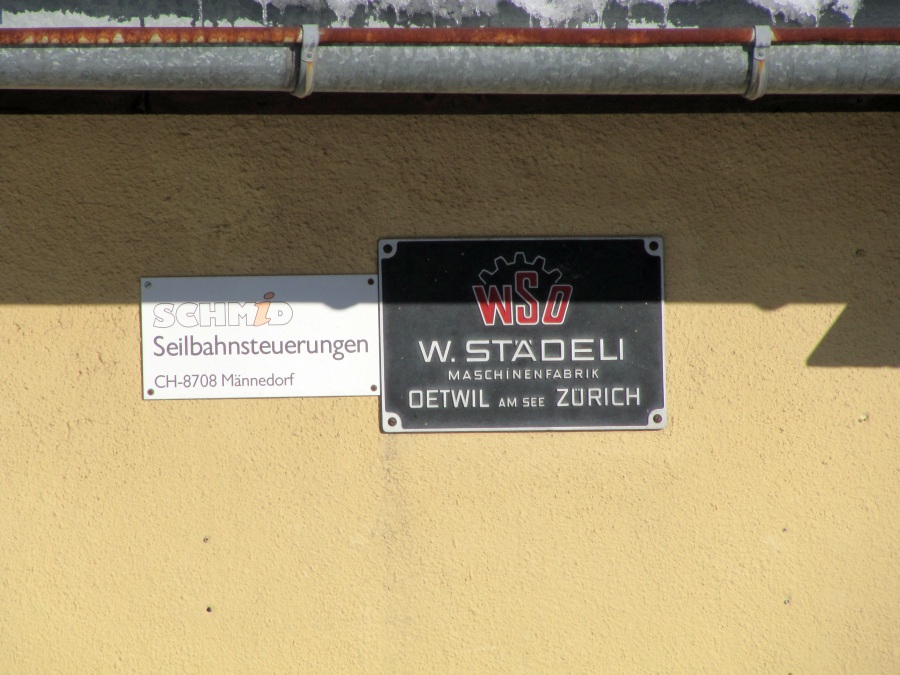 SCHMiD
Seilbahnsteuerungen
CH-8708 Männedorf
WSO
W. STÄDELI
MASCHINENFABRIK
OETWIL AM SEE ZÜRICH